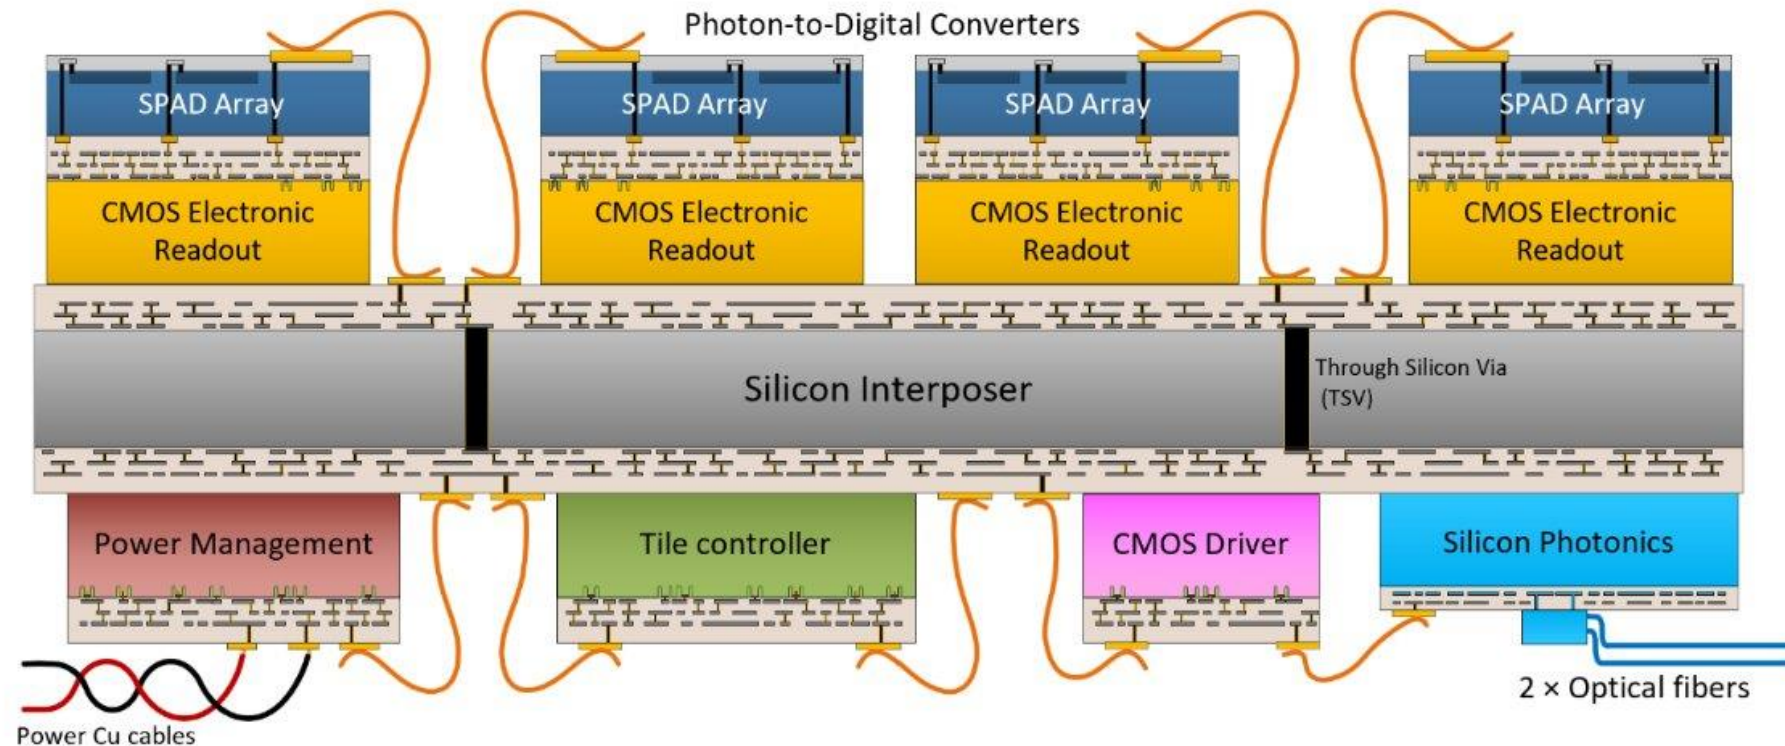 Photon-to-Digital Converters
SPAD Array
SPAD Array
SPAD Array
SPAD Array
CMOS Electronic
Readout
CMOS Electronic
Readout
CMOS Electronic
Readout
CMOS Electronic
Readout
Silicon Interposer
Through Silicon Via
(TSV)
Power Management
Tile controller
CMOS Driver
Silicon Photonics
2 × Optical fibers
Power Cu cables